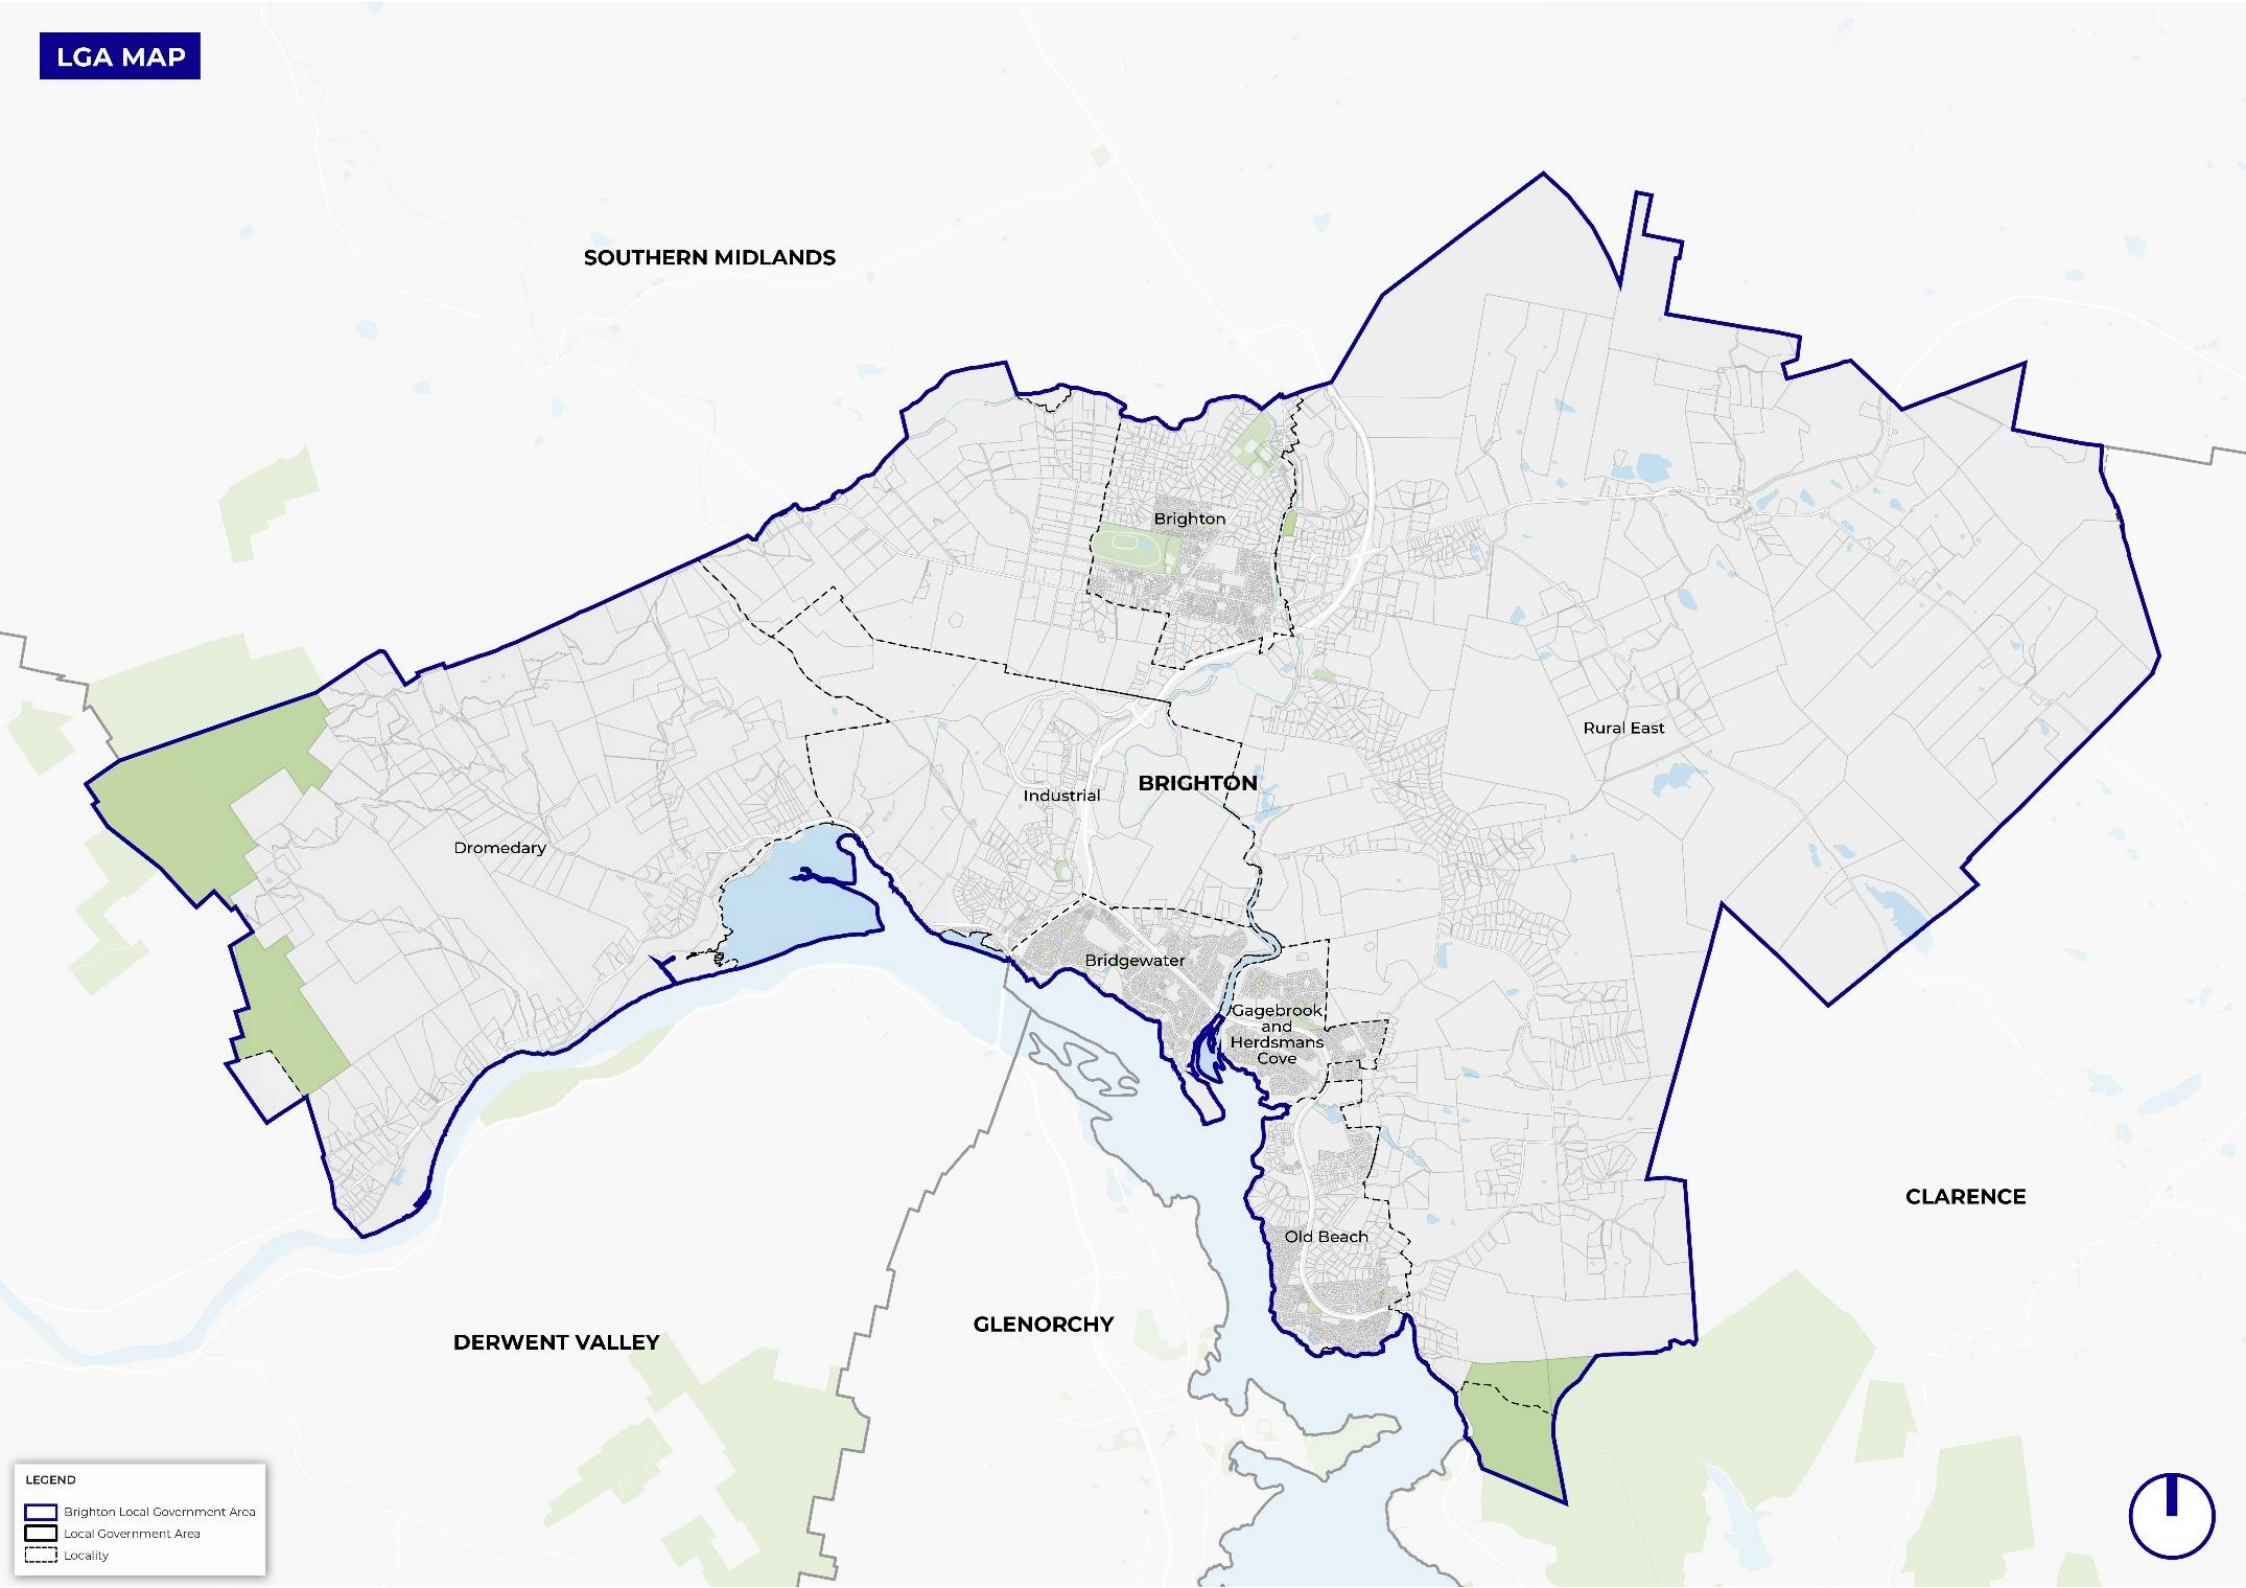 LGA MAP
SOUTHERN MIDLANDS
Brighton
Rural East
BRIGHTON
Industrial
Dromedary
Bridgewater
Gagebrook
and
Herdsmans
Cove
CLARENCE
Old Beach
GLENORCHY
DERWENT VALLEY
LEGEND
Brighton Local Government Area
Local Government Area
Locality